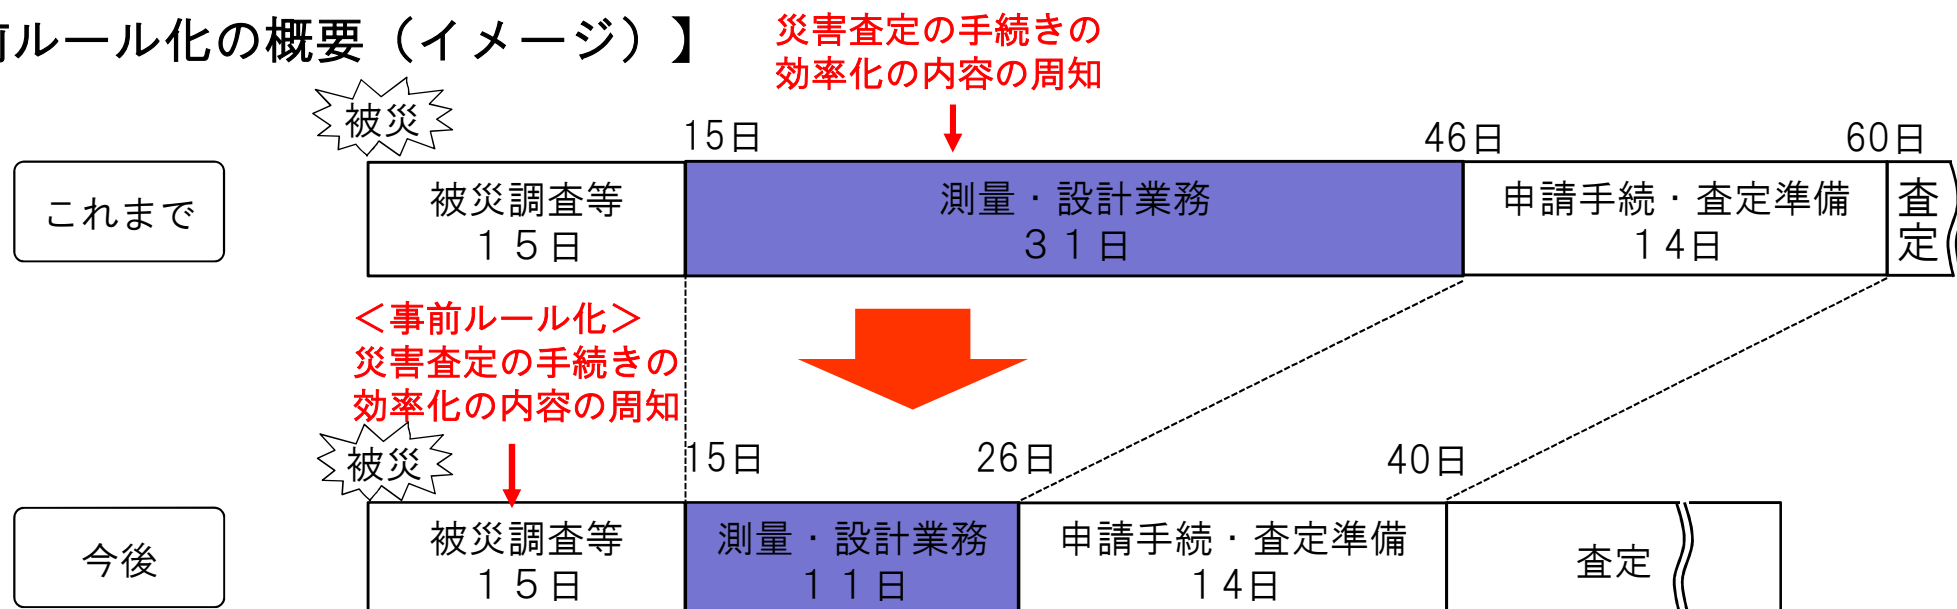 前ルール化の概要（イメージ）】
災害査定の手続きの
効率化の内容の周知
被災
15日
46日
60日
これまで
被災調査等
１５日
測量・設計業務
３１日
申請手続・査定準備
１４日
査定
＜事前ルール化＞
災害査定の手続きの
効率化の内容の周知
被災
15日
26日
40日
今後
被災調査等
１５日
測量・設計業務
１１日
申請手続・査定準備
１４日
査定